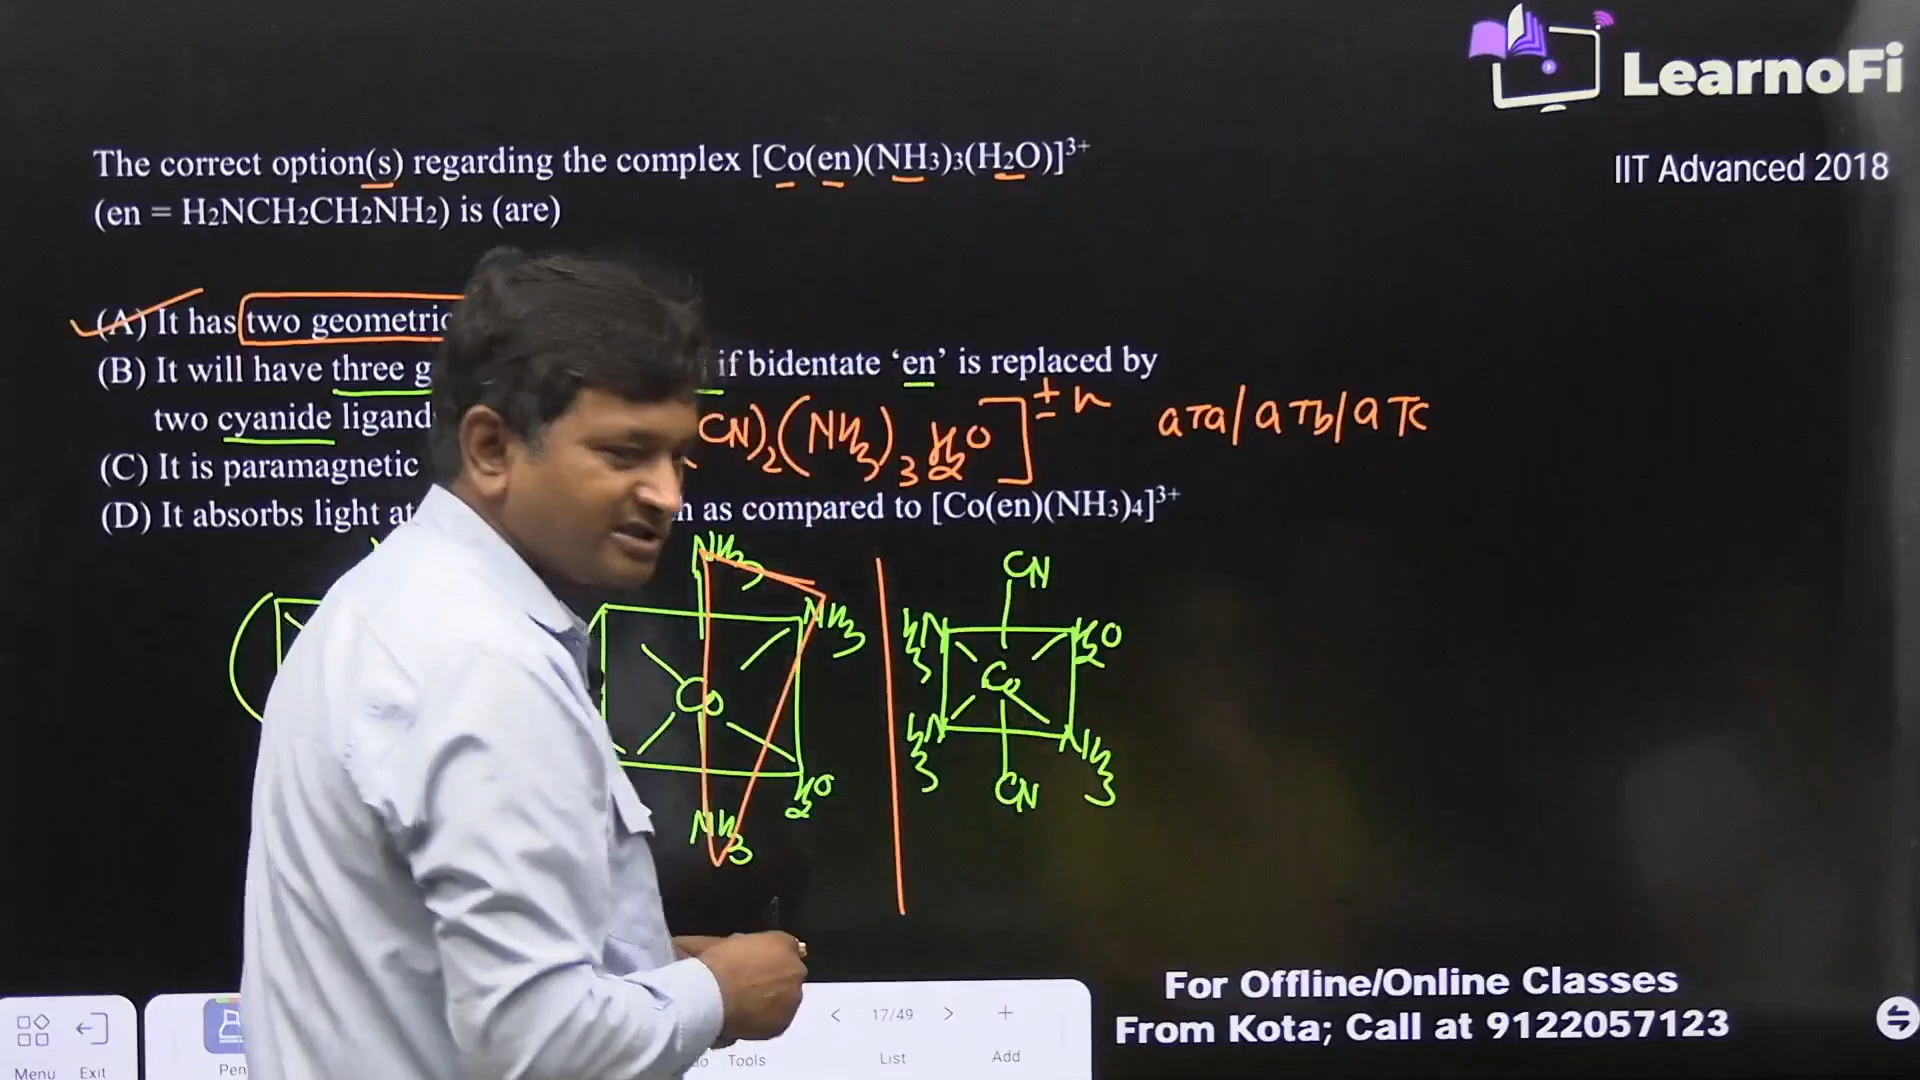 LearnoFi
IIT Advanced 2018
The correct option(s) regarding the complex [Co(en)(NH3)3(H2O)]3+
(en = H2NCH2CH2NH2) is (are)
(A) It has two geometric
(B) It will have three g if bidentate ‘en’ is replaced by
two cyanide ligand
CN)2(NH3)3H2O]±n aTa/aTb/aTc
(C) It is paramagnetic
(D) It absorbs light at as compared to [Co(en)(NH3)4]3+
NH3
NH3
Co
H2O
NH3
CN
H3N H2O
Co
H3N NH3
CN
For Offline/Online Classes
From Kota; Call at 9122057123
< 17/49 > +
Menu Exit Pen Tools List Add